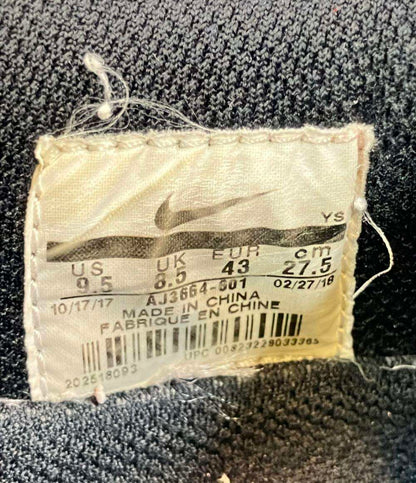 YS
US UK EUR cm
9.5 8.5 43 27.5
10/17/17 AJ3664-001 02/27/18
MADE IN CHINA
FABRIQUE EN CHINE
202518093 UPC 00823229033365